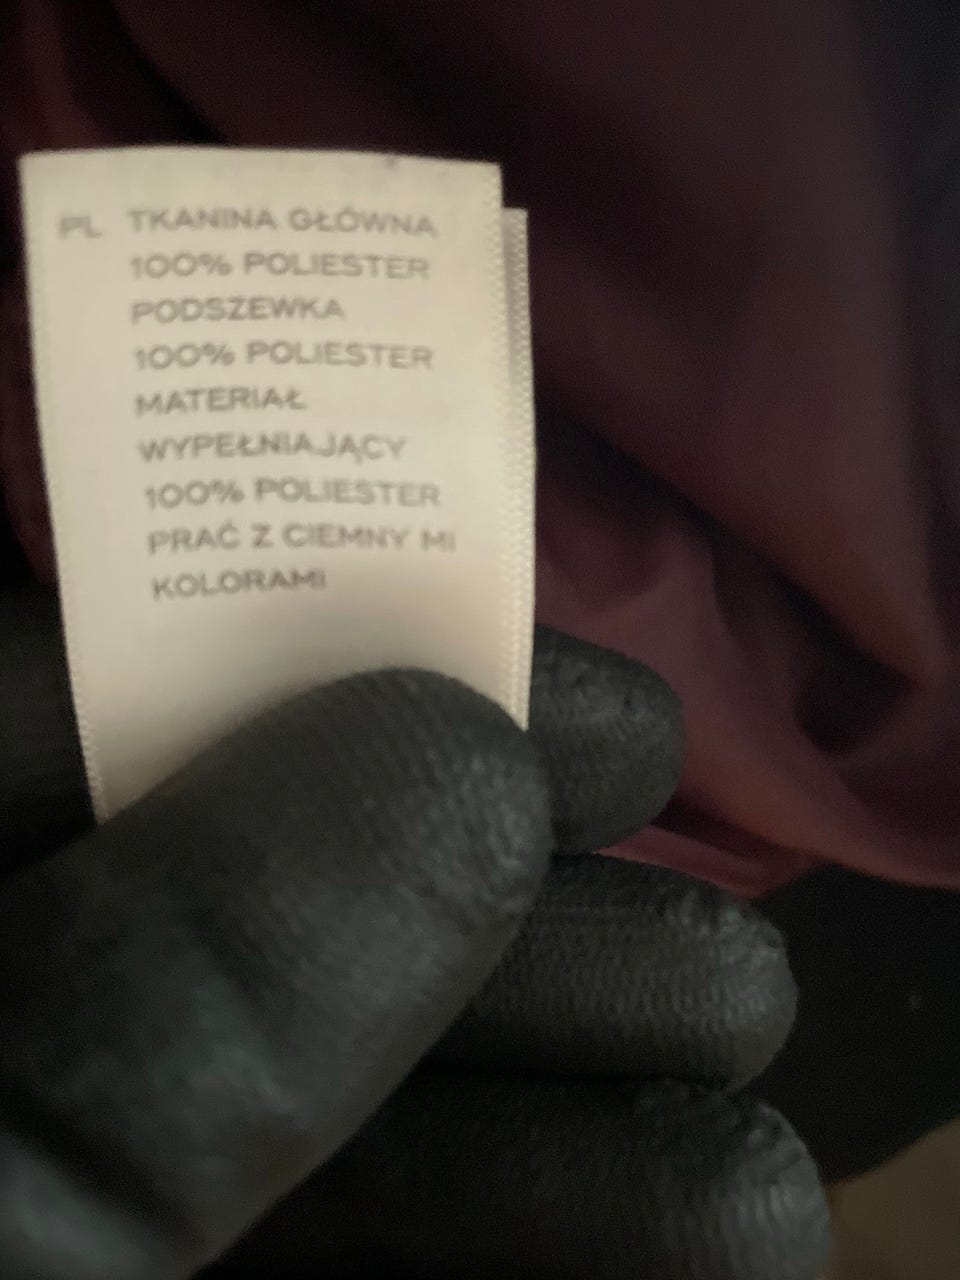 PL TKANINA GŁÓWNA
100% POLIESTER
PODSZEWKA
100% POLIESTER
MATERIAŁ
WYPEŁNIAJĄCY
100% POLIESTER
PRAĆ Z CIEMNY MI
KOLORAMI